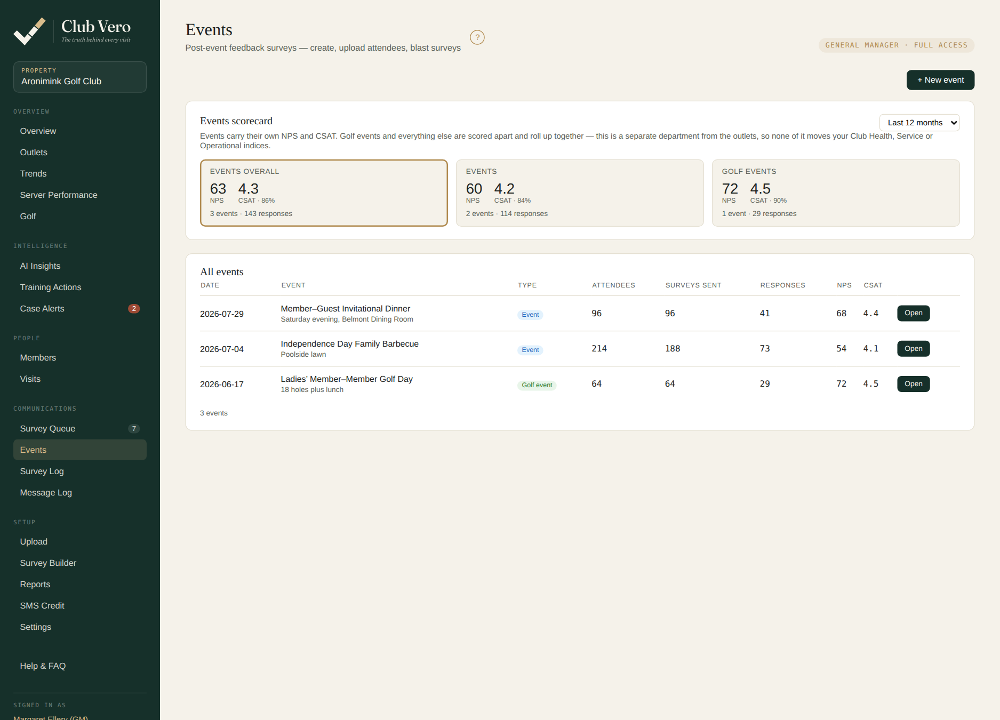 Club Vero
The truth behind every visit
PROPERTY
Aronimink Golf Club
OVERVIEW
Overview
Outlets
Trends
Server Performance
Golf
INTELLIGENCE
AI Insights
Training Actions
Case Alerts 2
PEOPLE
Members
Visits
COMMUNICATIONS
Survey Queue 7
Events
Survey Log
Message Log
SETUP
Upload
Survey Builder
Reports
SMS Credit
Settings
Help & FAQ
SIGNED IN AS
Margaret Ellery (GM)
Events
Post-event feedback surveys — create, upload attendees, blast surveys
?
GENERAL MANAGER · FULL ACCESS
+ New event
Events scorecard
Last 12 months
Events carry their own NPS and CSAT. Golf events and everything else are scored apart and roll up together — this is a separate department from the outlets, so none of it moves your Club Health, Service or
Operational indices.
EVENTS OVERALL
63 4.3
NPS CSAT · 86%
3 events · 143 responses
EVENTS
60 4.2
NPS CSAT · 84%
2 events · 114 responses
GOLF EVENTS
72 4.5
NPS CSAT · 90%
1 event · 29 responses
All events
DATE EVENT TYPE ATTENDEES SURVEYS SENT RESPONSES NPS CSAT
2026-07-29 Member–Guest Invitational Dinner Event 96 96 41 68 4.4 Open
Saturday evening, Belmont Dining Room
2026-07-04 Independence Day Family Barbecue Event 214 188 73 54 4.1 Open
Poolside lawn
2026-06-17 Ladies’ Member–Member Golf Day Golf event 64 64 29 72 4.5 Open
18 holes plus lunch
3 events